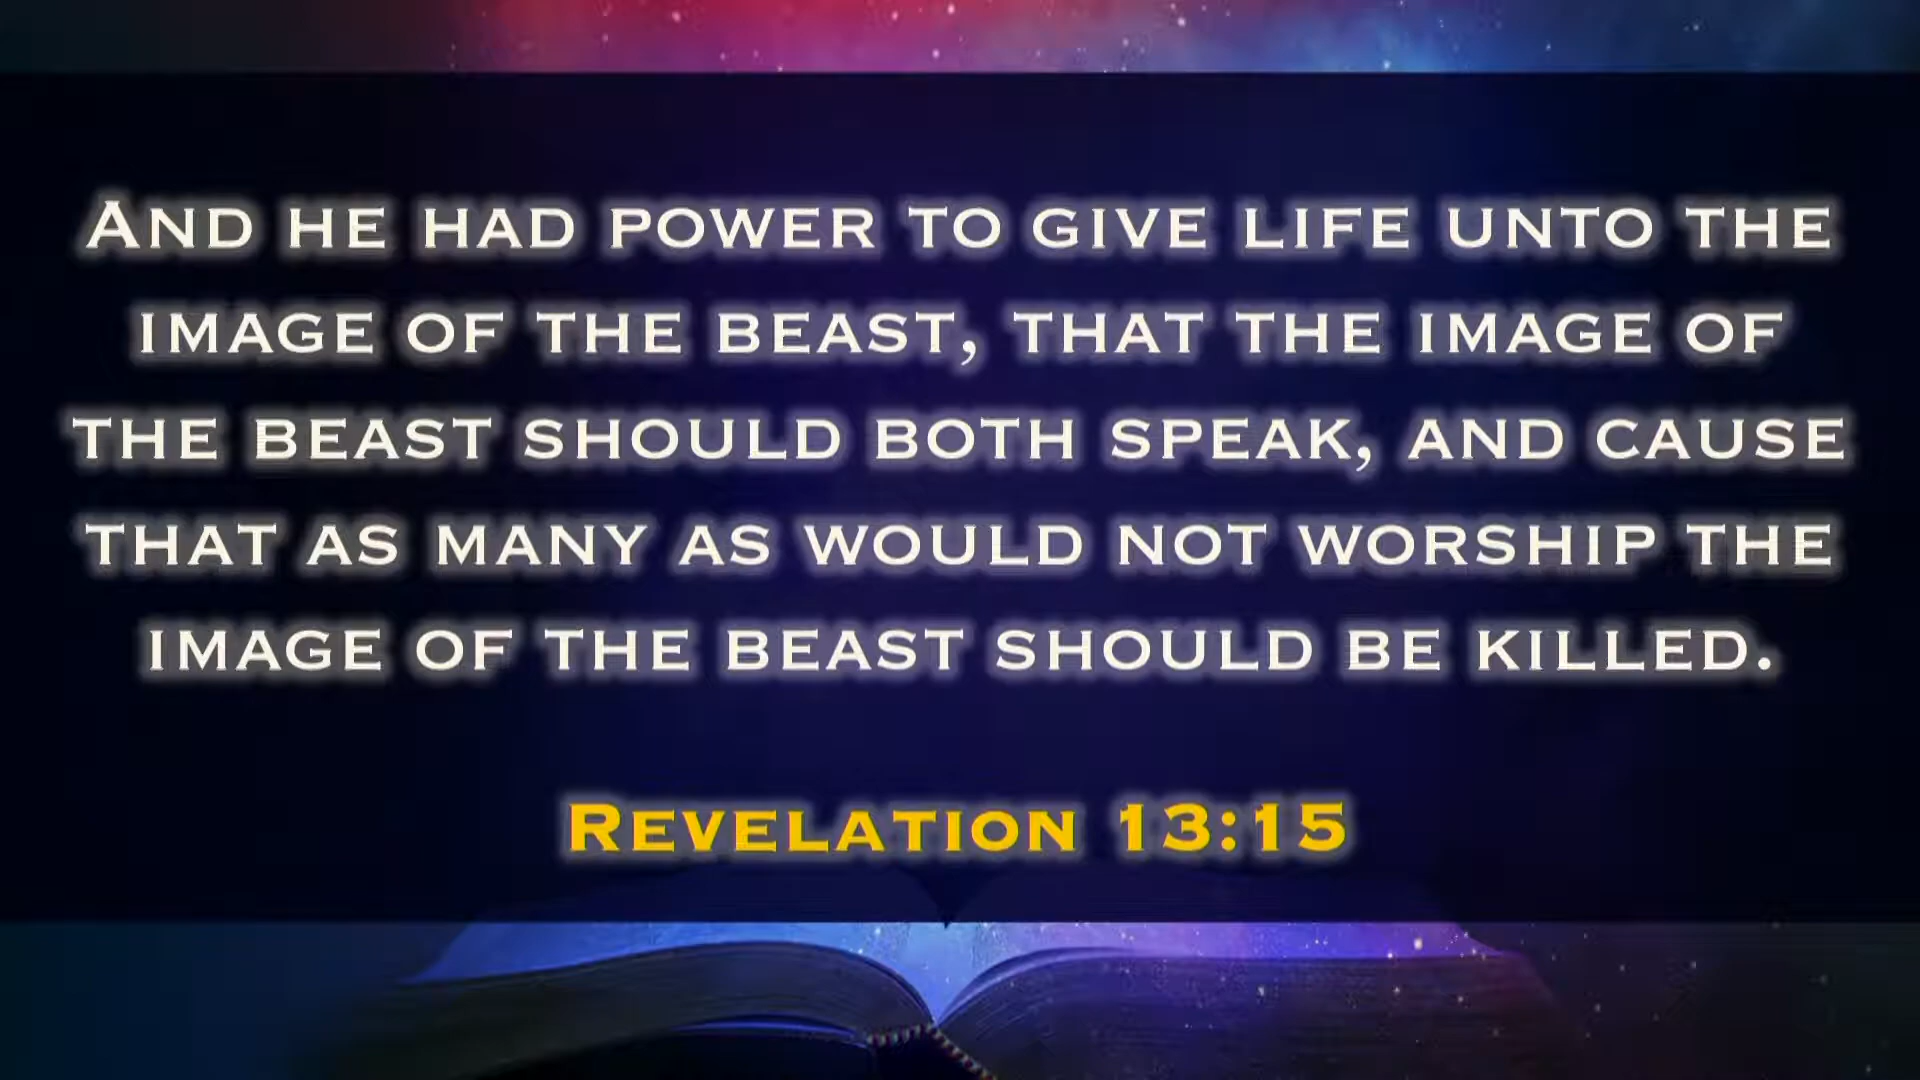 AND HE HAD POWER TO GIVE LIFE UNTO THE
IMAGE OF THE BEAST, THAT THE IMAGE OF
THE BEAST SHOULD BOTH SPEAK, AND CAUSE
THAT AS MANY AS WOULD NOT WORSHIP THE
IMAGE OF THE BEAST SHOULD BE KILLED.
REVELATION 13:15